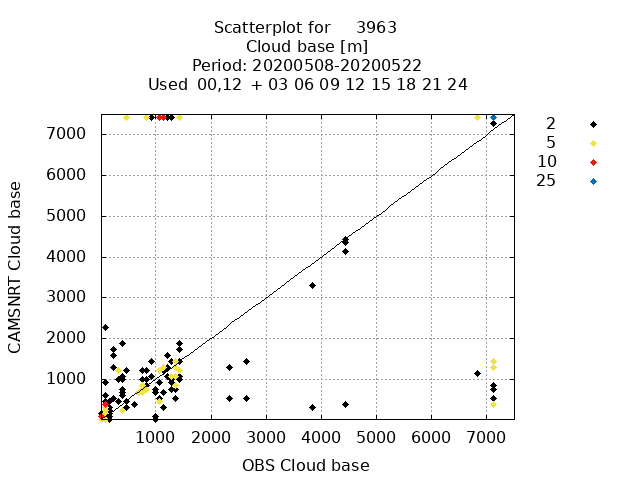 Scatterplot for 3963
Cloud base [m]
Period: 20200508-20200522
Used 00,12 + 03 06 09 12 15 18 21 24
2
5
10
25
7000
6000
5000
4000
3000
2000
1000
CAMSNRT Cloud base
1000 2000 3000 4000 5000 6000 7000
OBS Cloud base